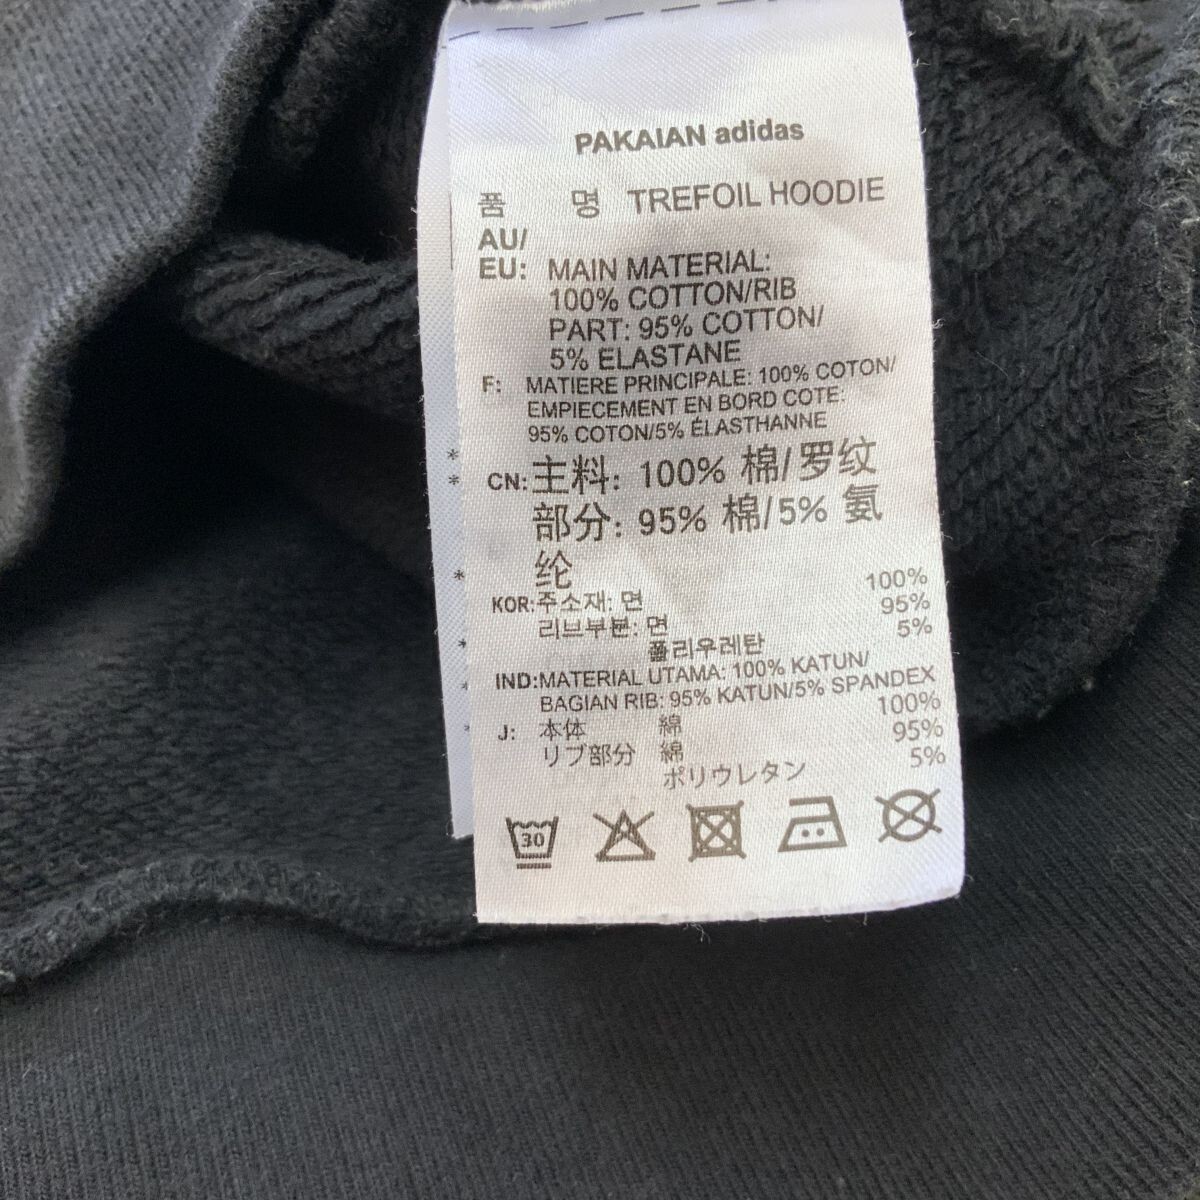 PAKAIAN adidas
품 명 TREFOIL HOODIE
AU/
EU: MAIN MATERIAL:
100% COTTON/RIB
PART: 95% COTTON/
5% ELASTANE
F: MATIERE PRINCIPALE: 100% COTON/
EMPIECEMENT EN BORD COTE:
95% COTON/5% ÉLASTHANNE
CN: 主料: 100% 棉/罗纹
部分: 95% 棉/5% 氨
纶
KOR: 주소재: 면 100%
리브부분: 면 95%
폴리우레탄 5%
IND: MATERIAL UTAMA: 100% KATUN/
BAGIAN RIB: 95% KATUN/5% SPANDEX
J: 本体 綿 100%
リブ部分 綿 95%
ポリウレタン 5%
30